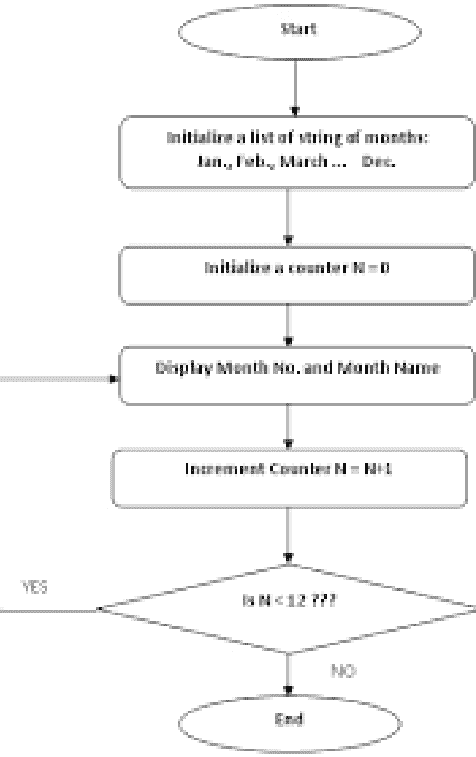 Start
Initialize a list of string of months:
Jan., Feb., March ... Dec.
Initialize a counter N = 0
Display Month No. and Month Name
Increment Counter N = N+1
Is N < 12 ???
YES
NO
End